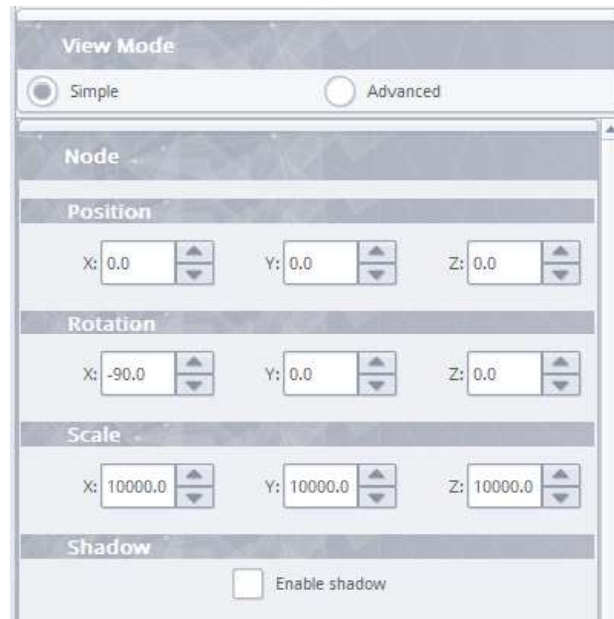 View Mode
Simple Advanced
Node
Position
X: 0.0 Y: 0.0 Z: 0.0
Rotation
X: -90.0 Y: 0.0 Z: 0.0
Scale
X: 10000.0 Y: 10000.0 Z: 10000.0
Shadow
Enable shadow